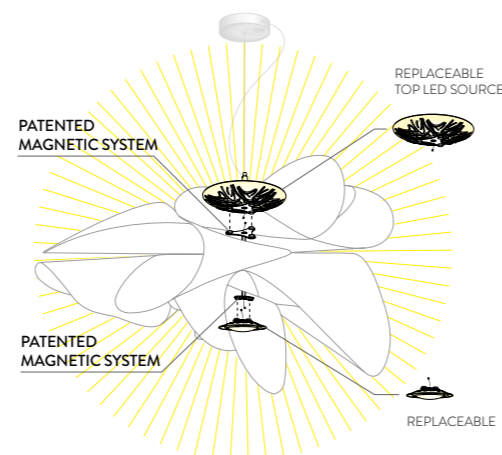 REPLACEABLE
TOP LED SOURCE
PATENTED
MAGNETIC SYSTEM
PATENTED
MAGNETIC SYSTEM
REPLACEABLE